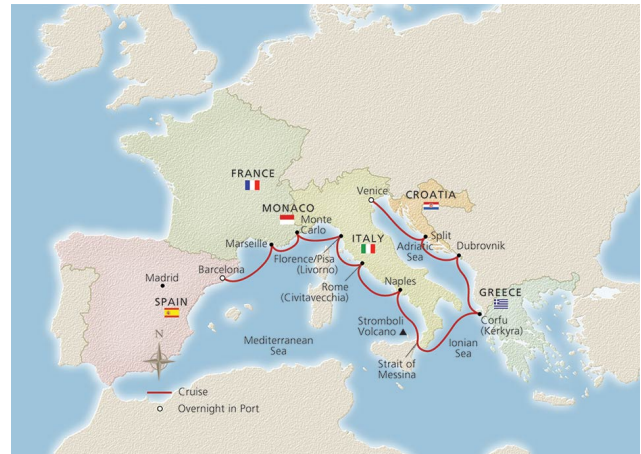 FRANCE
MONACO
Monte
Carlo
Venice
CROATIA
Split
Adriatic
Sea
Dubrovnik
Marseille
Florence/Pisa
(Livorno)
ITALY
Barcelona
Madrid
SPAIN
Rome
(Civitavecchia)
Naples
GREECE
Corfu
(Kérkyra)
Stromboli
Volcano
Ionian
Sea
Mediterranean
Sea
Strait of
Messina
N
Cruise
Overnight in Port